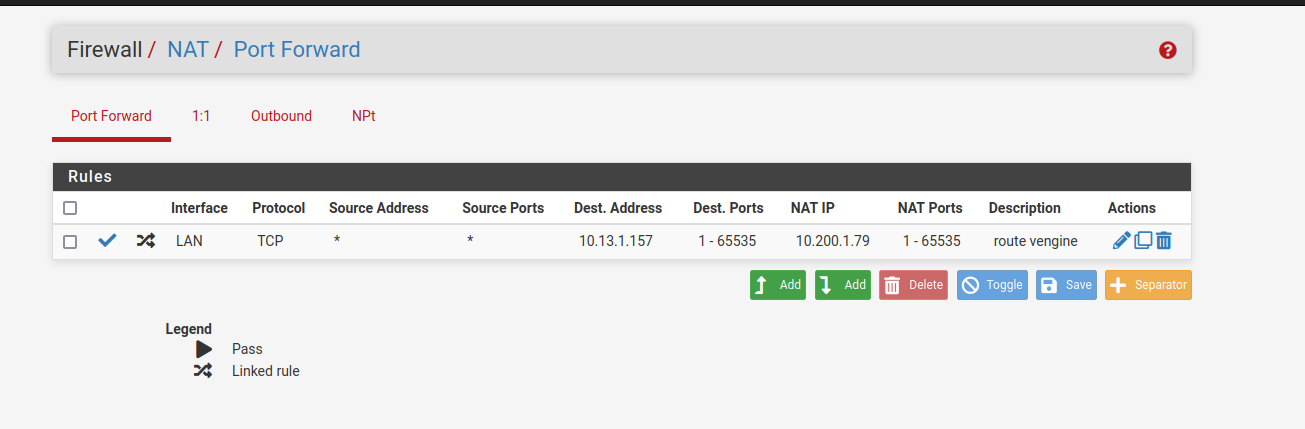 Firewall / NAT / Port Forward
Port Forward 1:1 Outbound NPt
Rules
Interface Protocol Source Address Source Ports Dest. Address Dest. Ports NAT IP NAT Ports Description Actions
LAN TCP * * 10.13.1.157 1 - 65535 10.200.1.79 1 - 65535 route vengine
Add Add Delete Toggle Save Separator
Legend
Pass
Linked rule